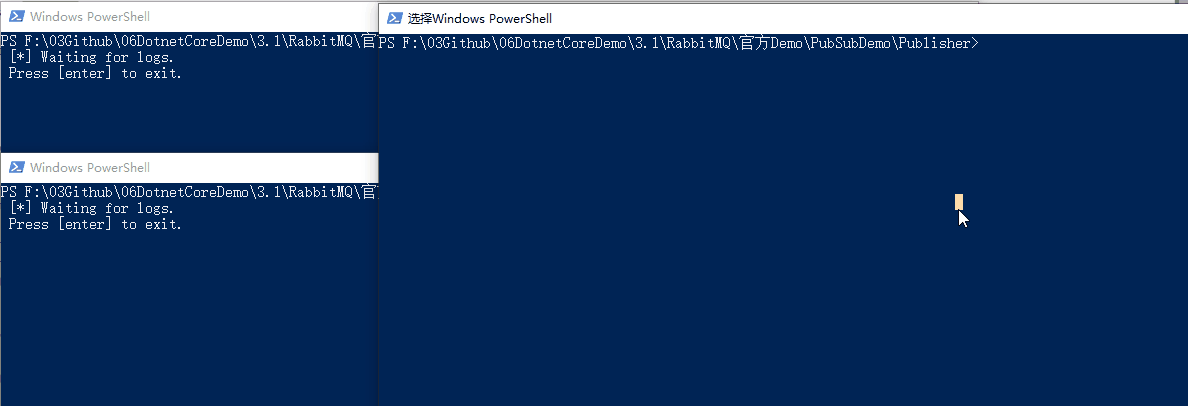 Windows PowerShell
PS F:\03Github\06DotnetCoreDemo\3.1\RabbitMQ\官
[*] Waiting for logs.
Press [enter] to exit.
Windows PowerShell
PS F:\03Github\06DotnetCoreDemo\3.1\RabbitMQ\官
[*] Waiting for logs.
Press [enter] to exit.
选择Windows PowerShell
PS F:\03Github\06DotnetCoreDemo\3.1\RabbitMQ\官方Demo\PubSubDemo\Publisher>